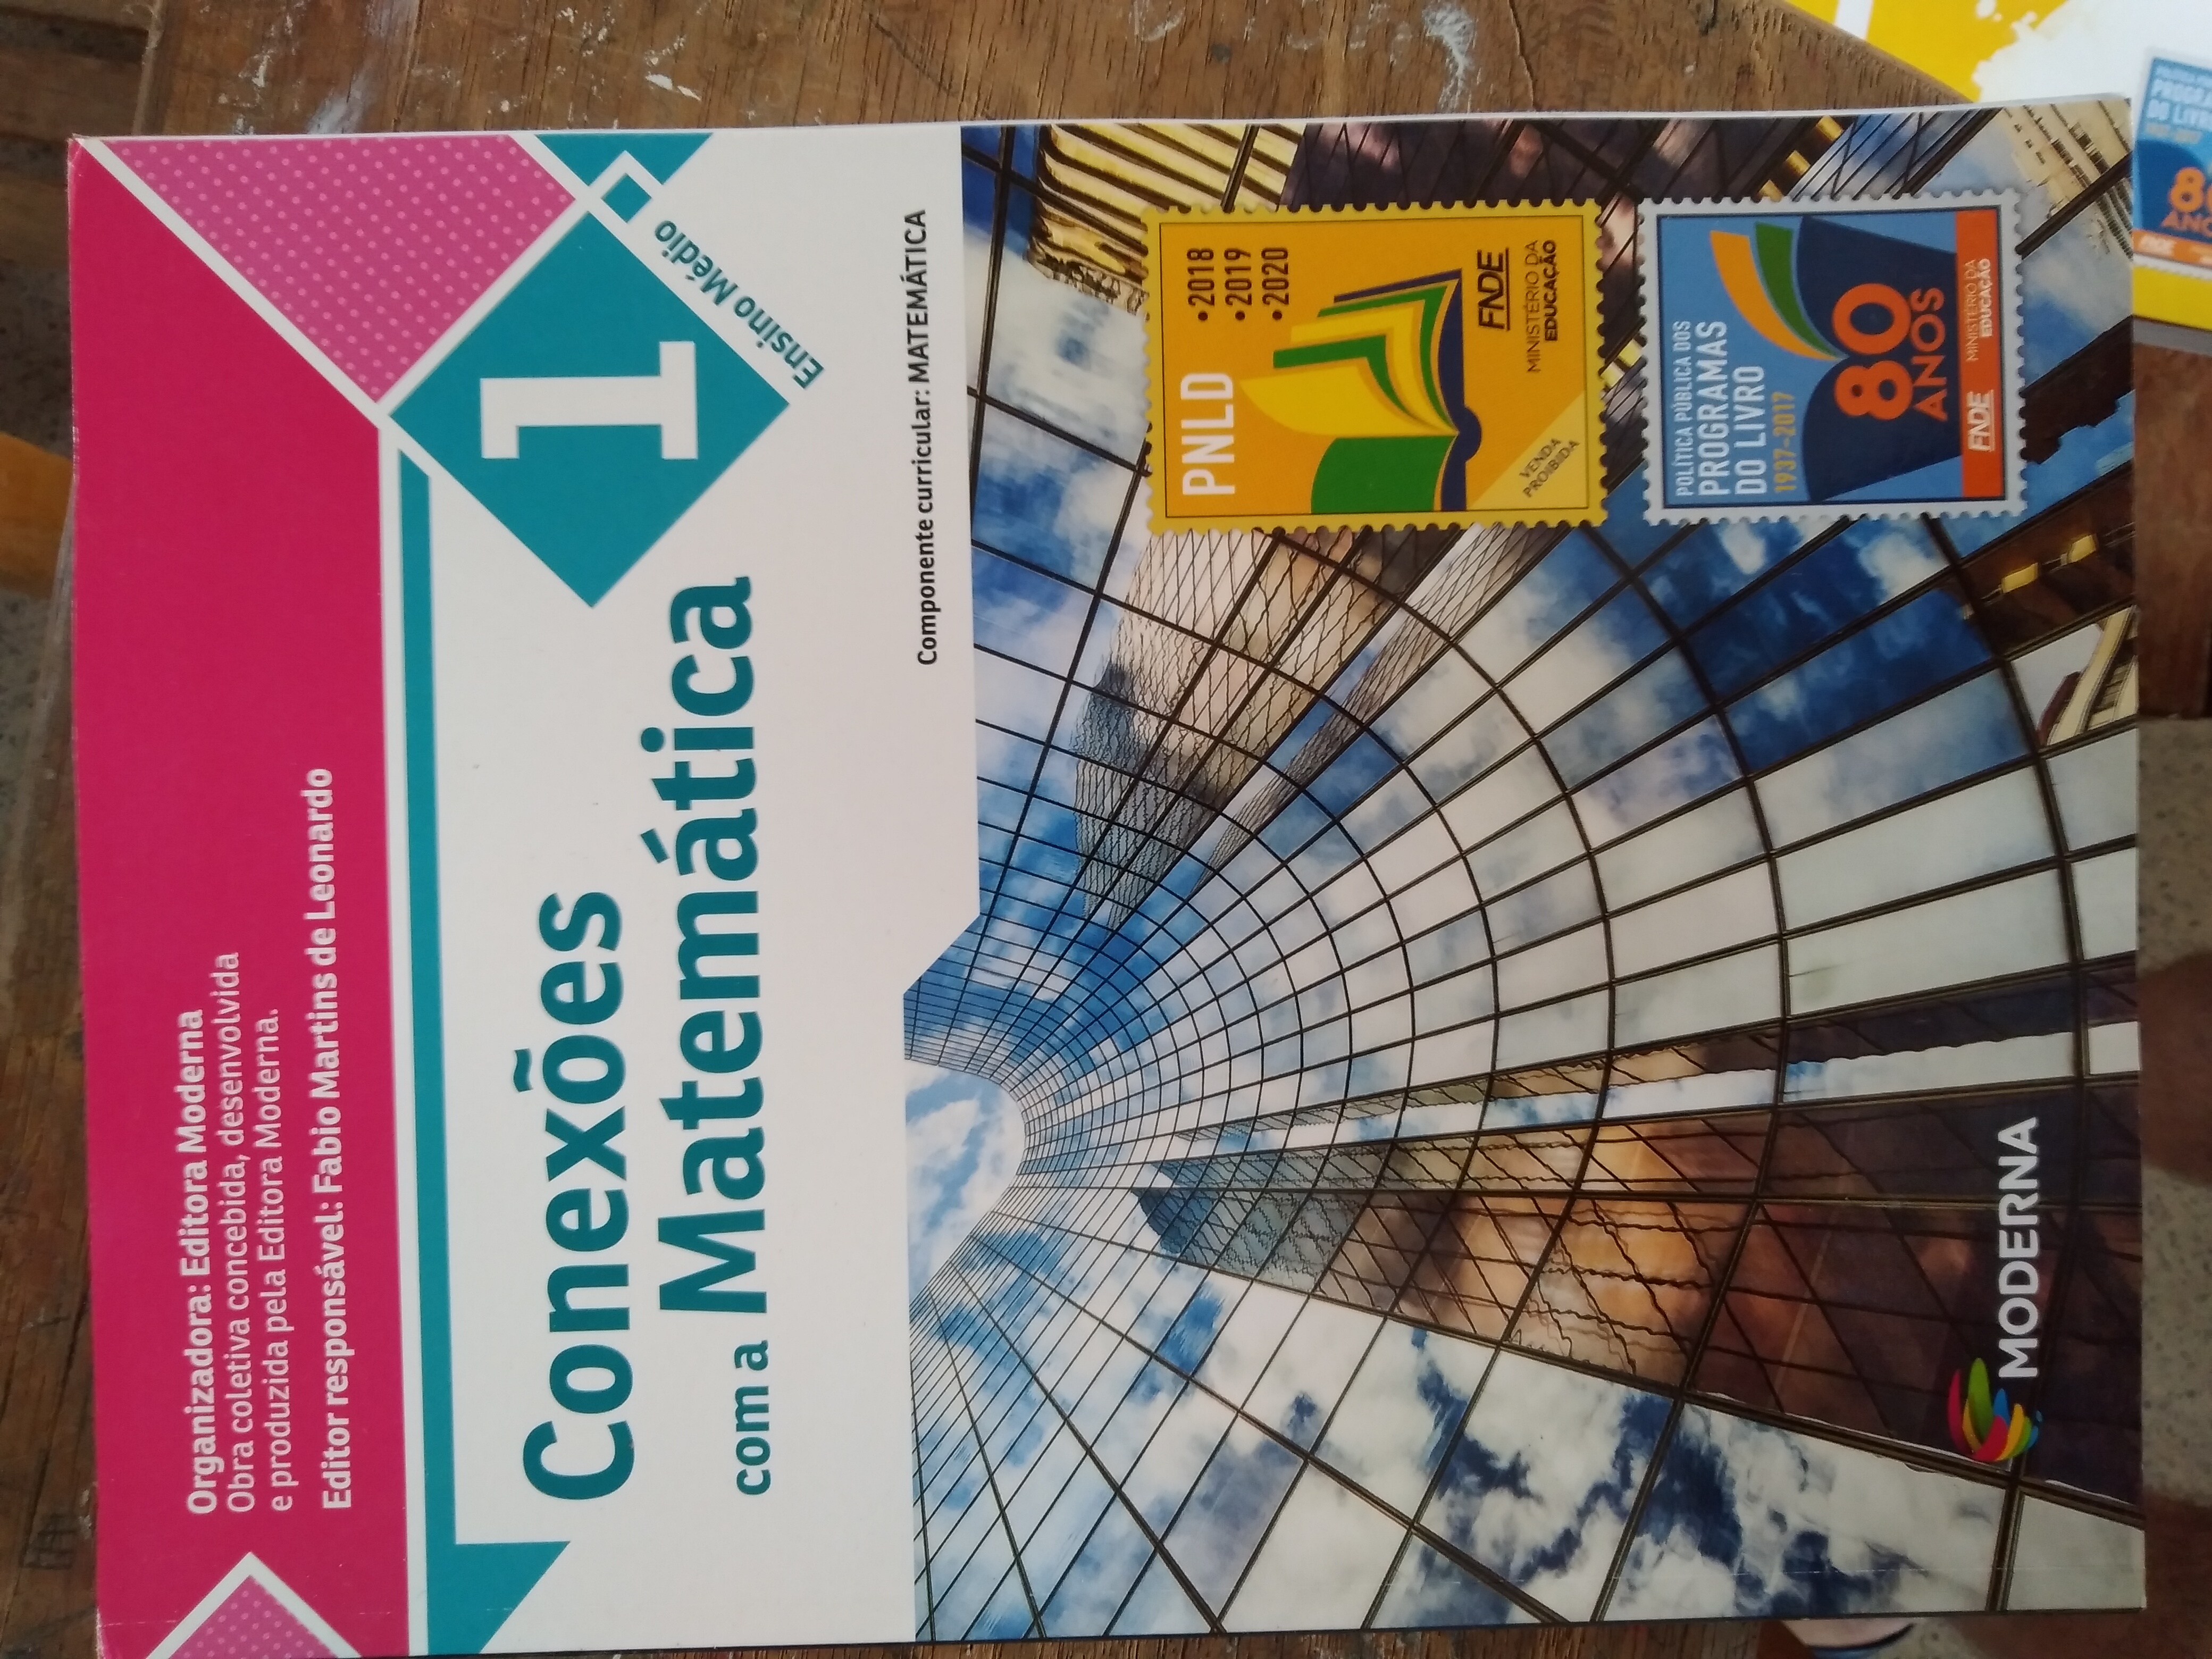 Organizadora: Editora Moderna
Obra coletiva concebida, desenvolvida
e produzida pela Editora Moderna.
Editor responsável: Fabio Martins de Leonardo
Conexões
com a Matemática
1
Ensino Médio
Componente curricular: MATEMÁTICA
PNLD
•2018
•2019
•2020
FNDE
MINISTÉRIO DA
EDUCAÇÃO
VENDA
PROIBIDA
POLÍTICA PÚBLICA DOS
PROGRAMAS
DO LIVRO
1937-2017
80
ANOS
FNDE
MINISTÉRIO DA
EDUCAÇÃO
MODERNA